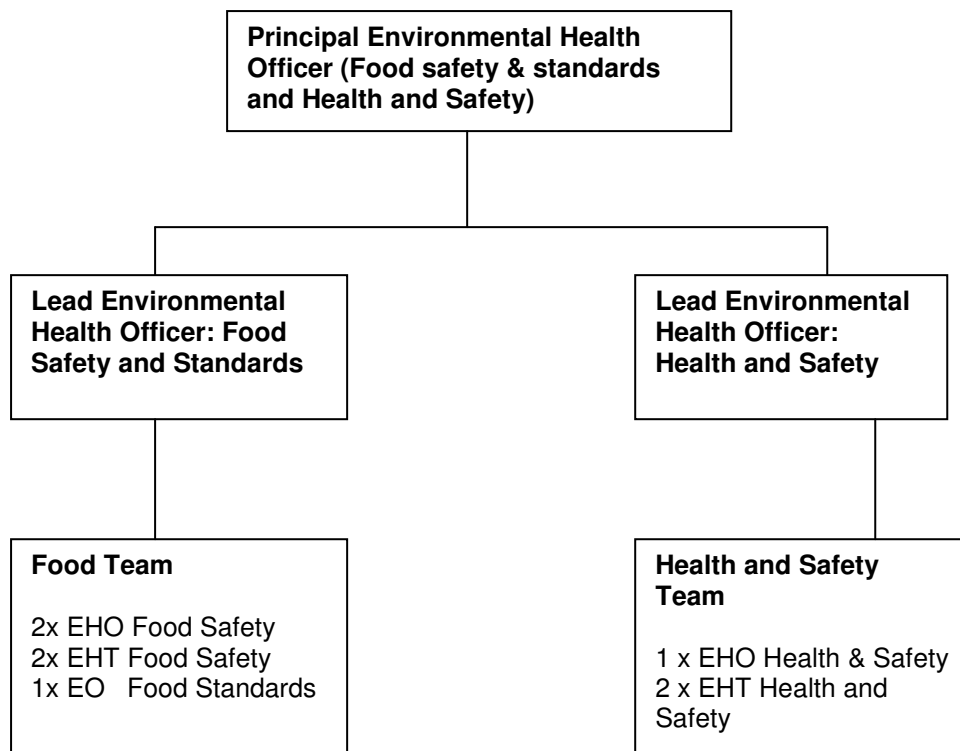 Principal Environmental Health
Officer (Food safety & standards
and Health and Safety)
Lead Environmental
Health Officer: Food
Safety and Standards
Lead Environmental
Health Officer:
Health and Safety
Food Team
2x EHO Food Safety
2x EHT Food Safety
1x EO Food Standards
Health and Safety
Team
1 x EHO Health & Safety
2 x EHT Health and
Safety